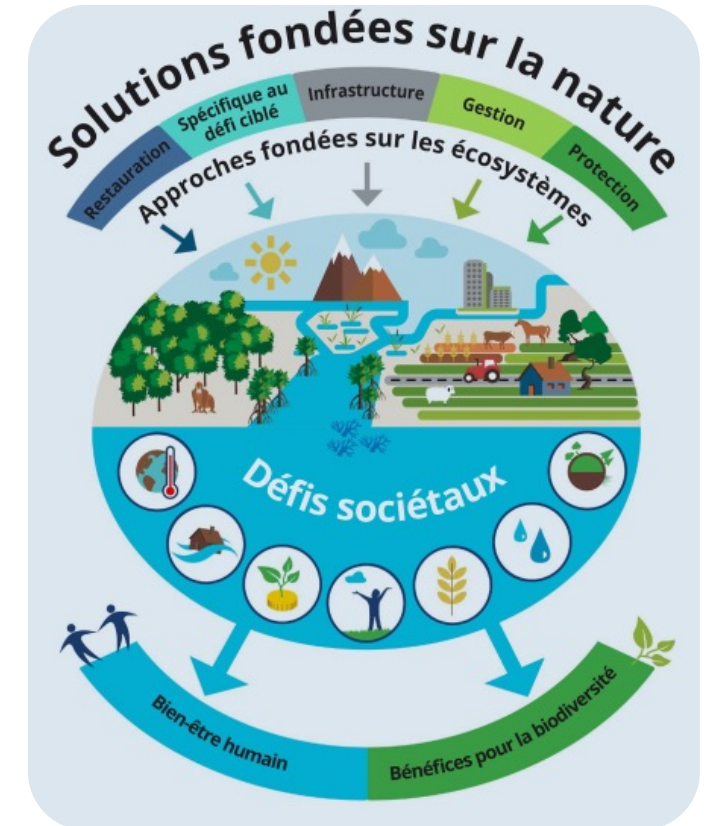 Solutions fondées sur la nature
Restauration
Spécifique au
défi ciblé
Infrastructure
Gestion
Protection
Approches fondées sur les écosystèmes
Défis sociétaux
Bien-être humain
Bénéfices pour la biodiversité